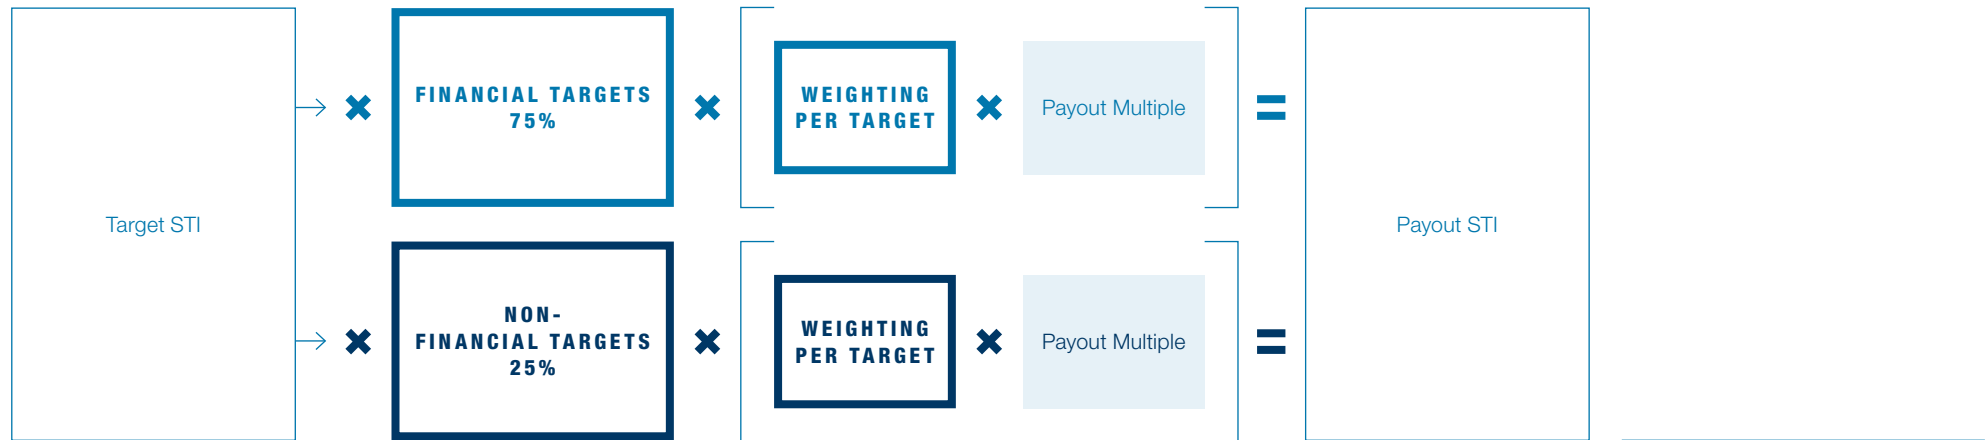 Target STI
FINANCIAL TARGETS
75%
WEIGHTING
PER TARGET
Payout Multiple
NON-
FINANCIAL TARGETS
25%
WEIGHTING
PER TARGET
Payout Multiple
Payout STI